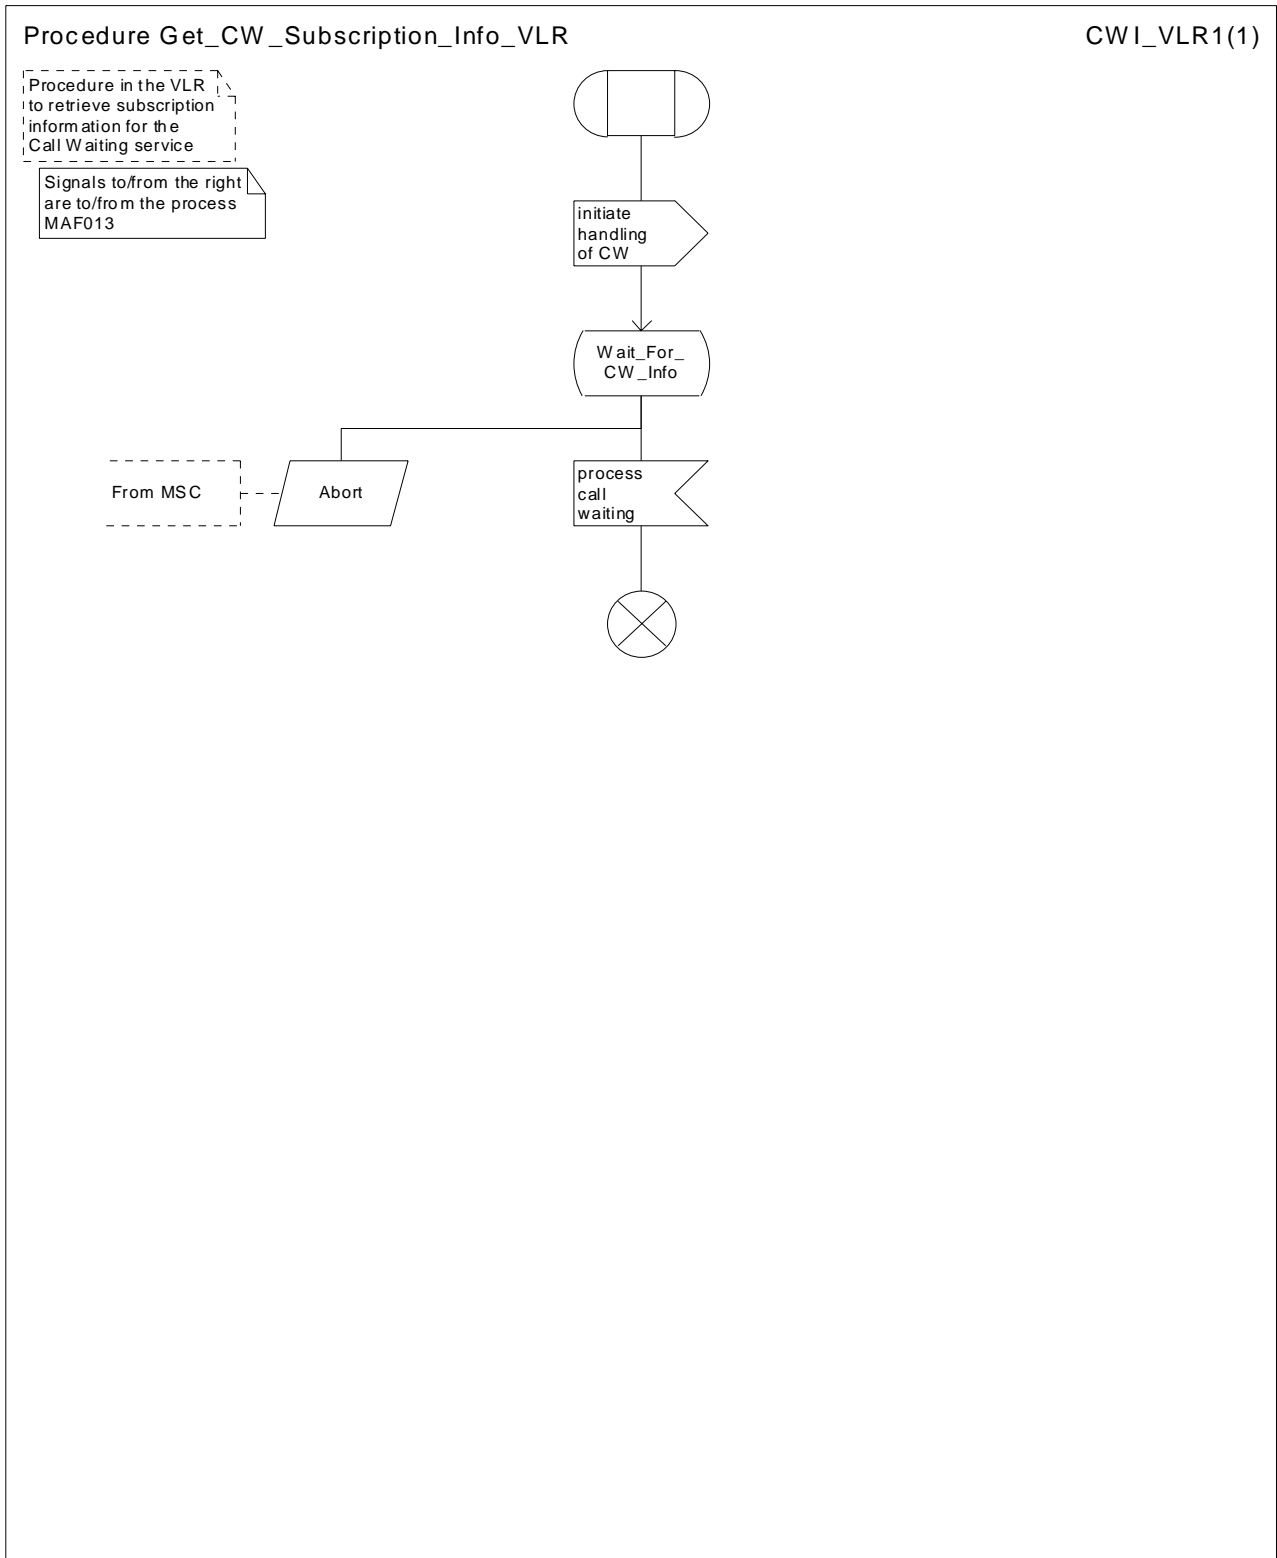 Procedure Get_CW_Subscription_Info_VLR
CWI_VLR1(1)
Procedure in the VLR
to retrieve subscription
information for the
Call Waiting service
Signals to/from the right
are to/from the process
MAF013
initiate
handling
of CW
Wait_For_
CW_Info
From MSC
Abort
process
call
waiting